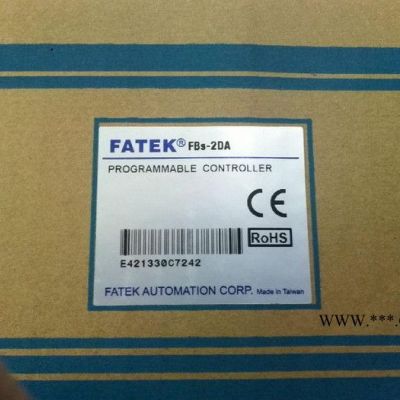 FATEK® FBs-2DA
PROGRAMMABLE CONTROLLER
CE
RoHS
E421330C7242
FATEK AUTOMATION CORP. Made in Taiwan
WWW.***.c